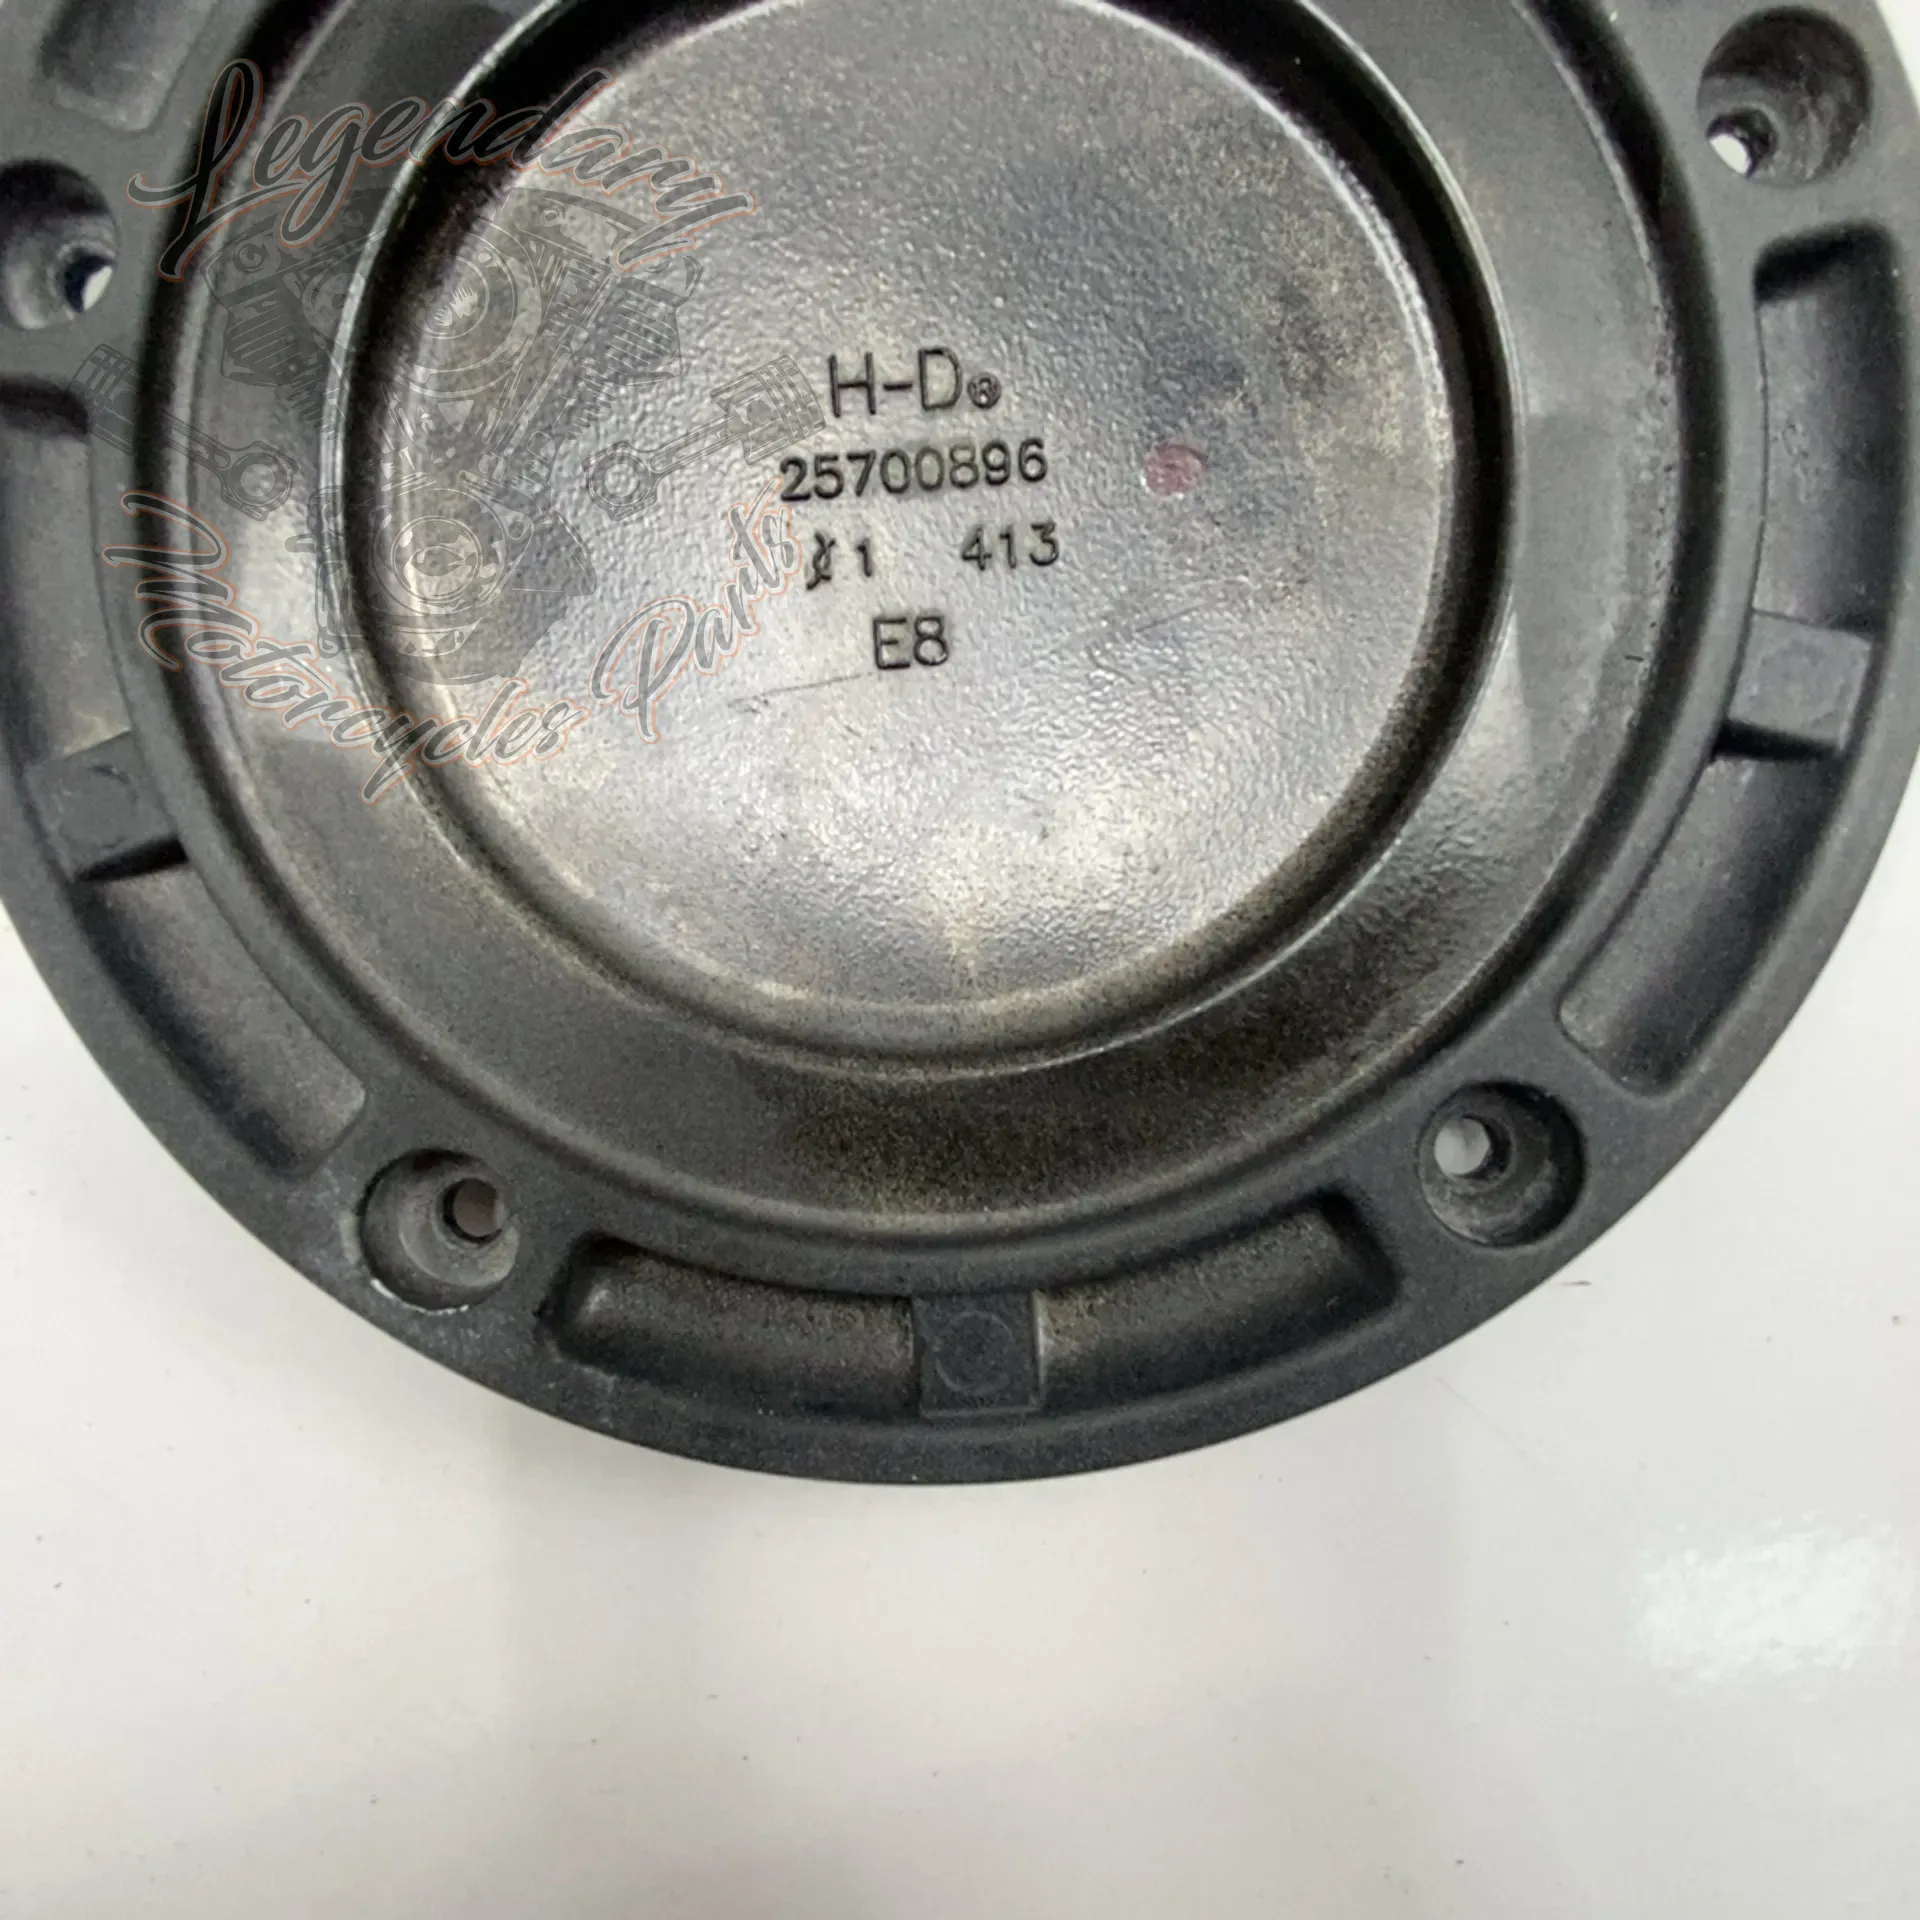 Legendary
Motorcycles Parts
H-D®
25700896
1 413
E8